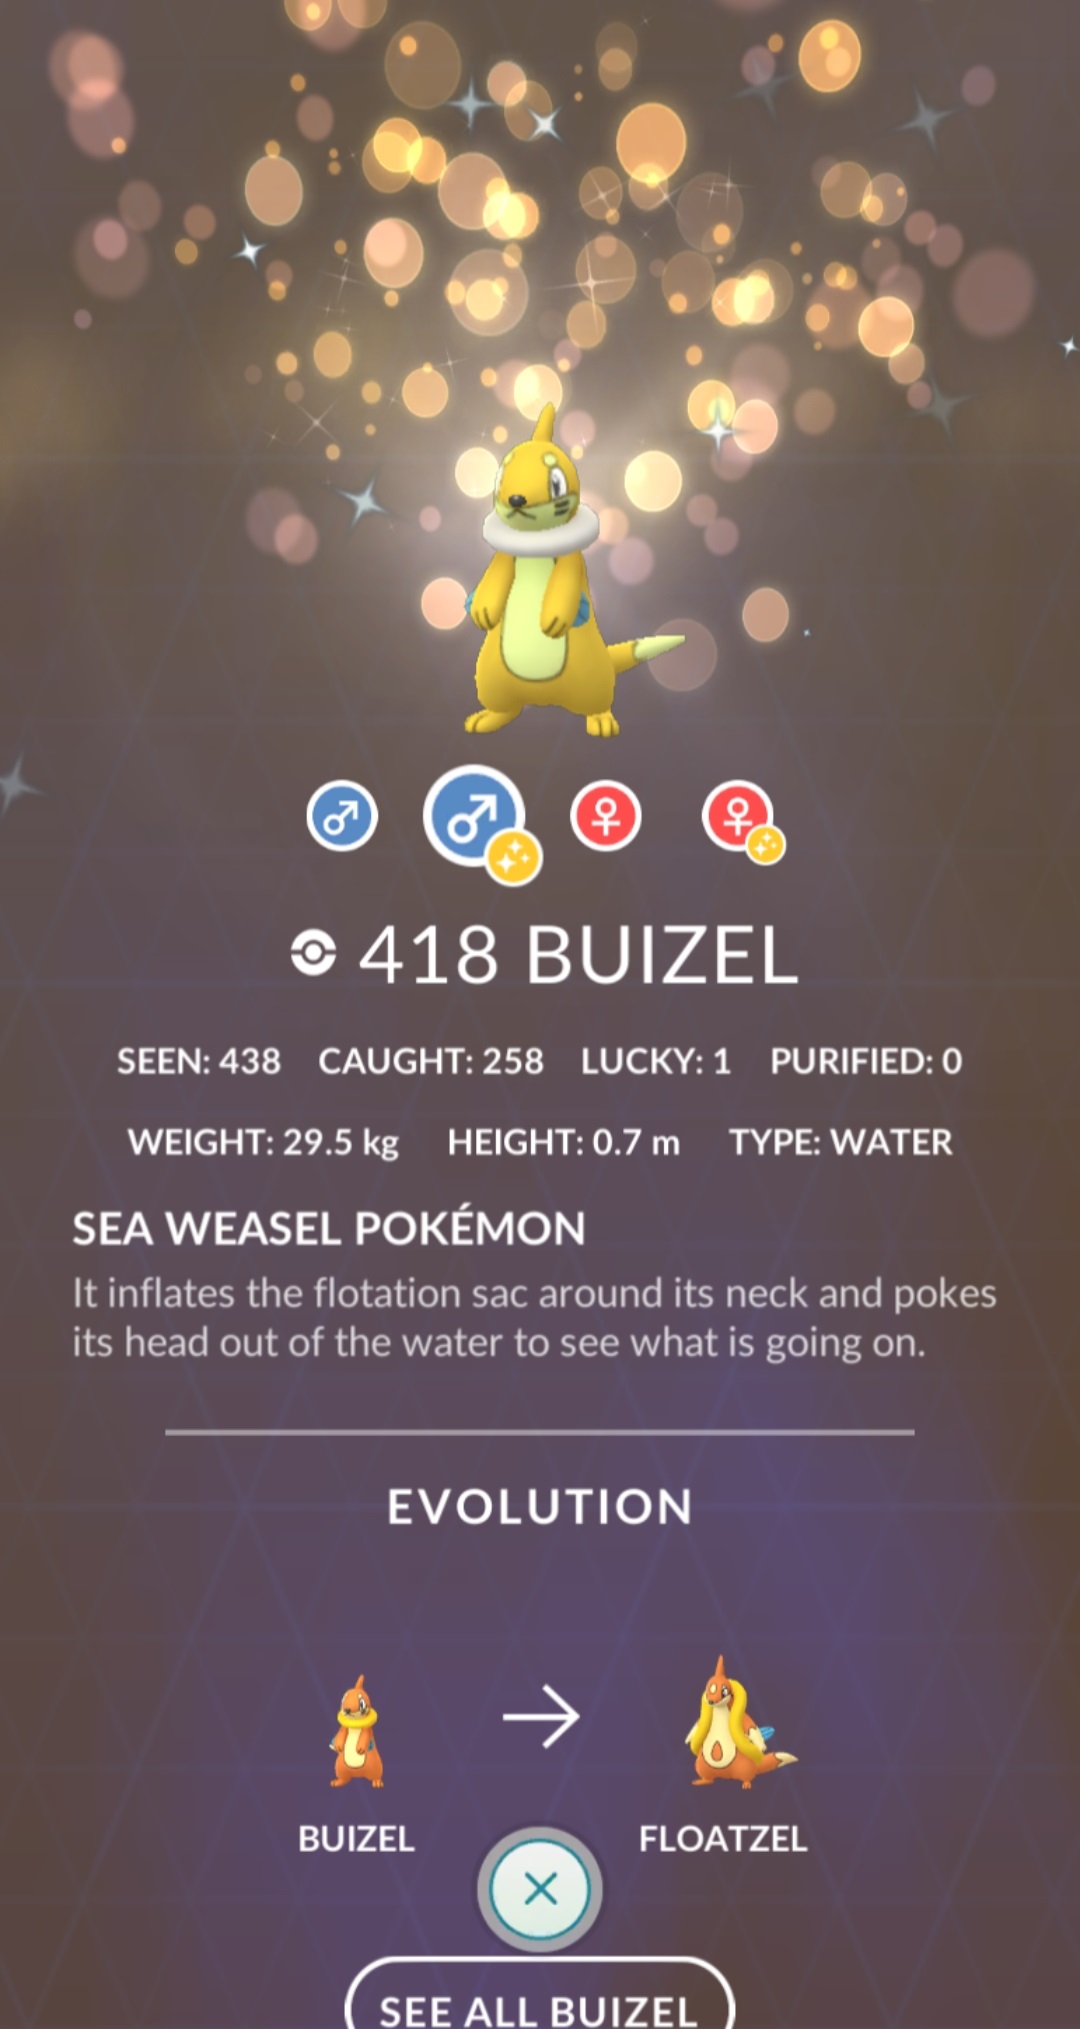 418 BUIZEL
SEEN: 438 CAUGHT: 258 LUCKY: 1 PURIFIED: 0
WEIGHT: 29.5 kg HEIGHT: 0.7 m TYPE: WATER
SEA WEASEL POKÉMON
It inflates the flotation sac around its neck and pokes
its head out of the water to see what is going on.
EVOLUTION
BUIZEL FLOATZEL
SEE ALL BUIZEL